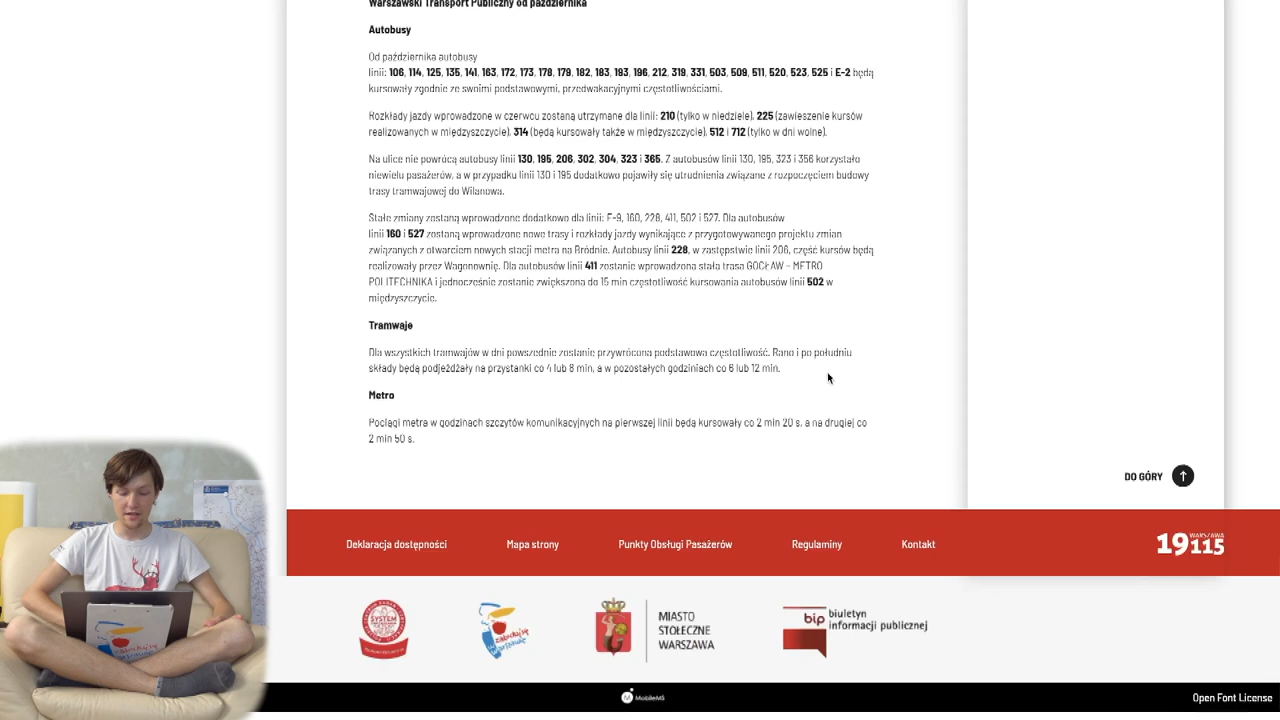 Warszawski Transport Publiczny od października
Autobusy
Od października autobusy
linii: 106, 114, 125, 135, 141, 163, 172, 173, 178, 179, 182, 183, 193, 196, 212, 319, 331, 503, 509, 511, 520, 523, 525 i E-2 będą
kursowały zgodnie ze swoimi podstawowymi, przedwakacyjnymi częstotliwościami.
Rozkłady jazdy wprowadzone w czerwcu zostaną utrzymane dla linii: 210 (tylko w niedziele), 225 (zawieszenie kursów
realizowanych w międzyszczycie), 314 (będą kursowały także w międzyszczycie), 512 i 712 (tylko w dni wolne).
Na ulice nie powrócą autobusy linii 130, 195, 206, 302, 304, 323 i 365. Z autobusów linii 130, 195, 323 i 356 korzystało
niewielu pasażerów, a w przypadku linii 130 i 195 dodatkowo pojawiły się utrudnienia związane z rozpoczęciem budowy
trasy tramwajowej do Wilanowa.
Stałe zmiany zostaną wprowadzone dodatkowo dla linii: E-9, 160, 228, 411, 502 i 527. Dla autobusów
linii 160 i 527 zostaną wprowadzone nowe trasy i rozkłady jazdy wynikające z przygotowywanego projektu zmian
związanych z otwarciem nowych stacji metra na Bródnie. Autobusy linii 228, w zastępstwie linii 206, część kursów będą
realizowały przez Wagonownię. Dla autobusów linii 411 zostanie wprowadzona stała trasa GOCŁAW – METRO
POLITECHNIKA i jednocześnie zostanie zwiększona do 15 min częstotliwość kursowania autobusów linii 502 w
międzyszczycie.
Tramwaje
Dla wszystkich tramwajów w dni powszednie zostanie przywrócona podstawowa częstotliwość. Rano i po południu
składy będą podjeżdżały na przystanki co 4 lub 8 min, a w pozostałych godziniach co 6 lub 12 min.
Metro
Pociągi metra w godzinach szczytów komunikacyjnych na pierwszej linii będą kursowały co 2 min 20 s, a na drugiej co
2 min 50 s.
DO GÓRY
Deklaracja dostępności
Mapa strony
Punkty Obsługi Pasażerów
Regulaminy
Kontakt
19115
WARSZAWA
SYSTEM
zakochaj się
w Warszawie
MIASTO
STOŁECZNE
WARSZAWA
bip
biuletyn
informacji publicznej
MobileMS
Open Font License